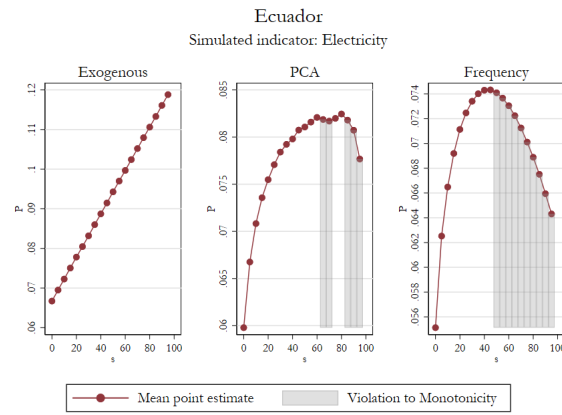 Ecuador
Simulated indicator: Electricity
Exogenous
PCA
Frequency
.12
.11
.1
.09
.08
.07
.06
P
0 20 40 60 80 100
s
.085
.08
.075
.07
.065
.06
P
0 20 40 60 80 100
s
.074
.072
.07
.068
.066
.064
.062
.06
.058
.056
P
0 20 40 60 80 100
s
Mean point estimate
Violation to Monotonicity